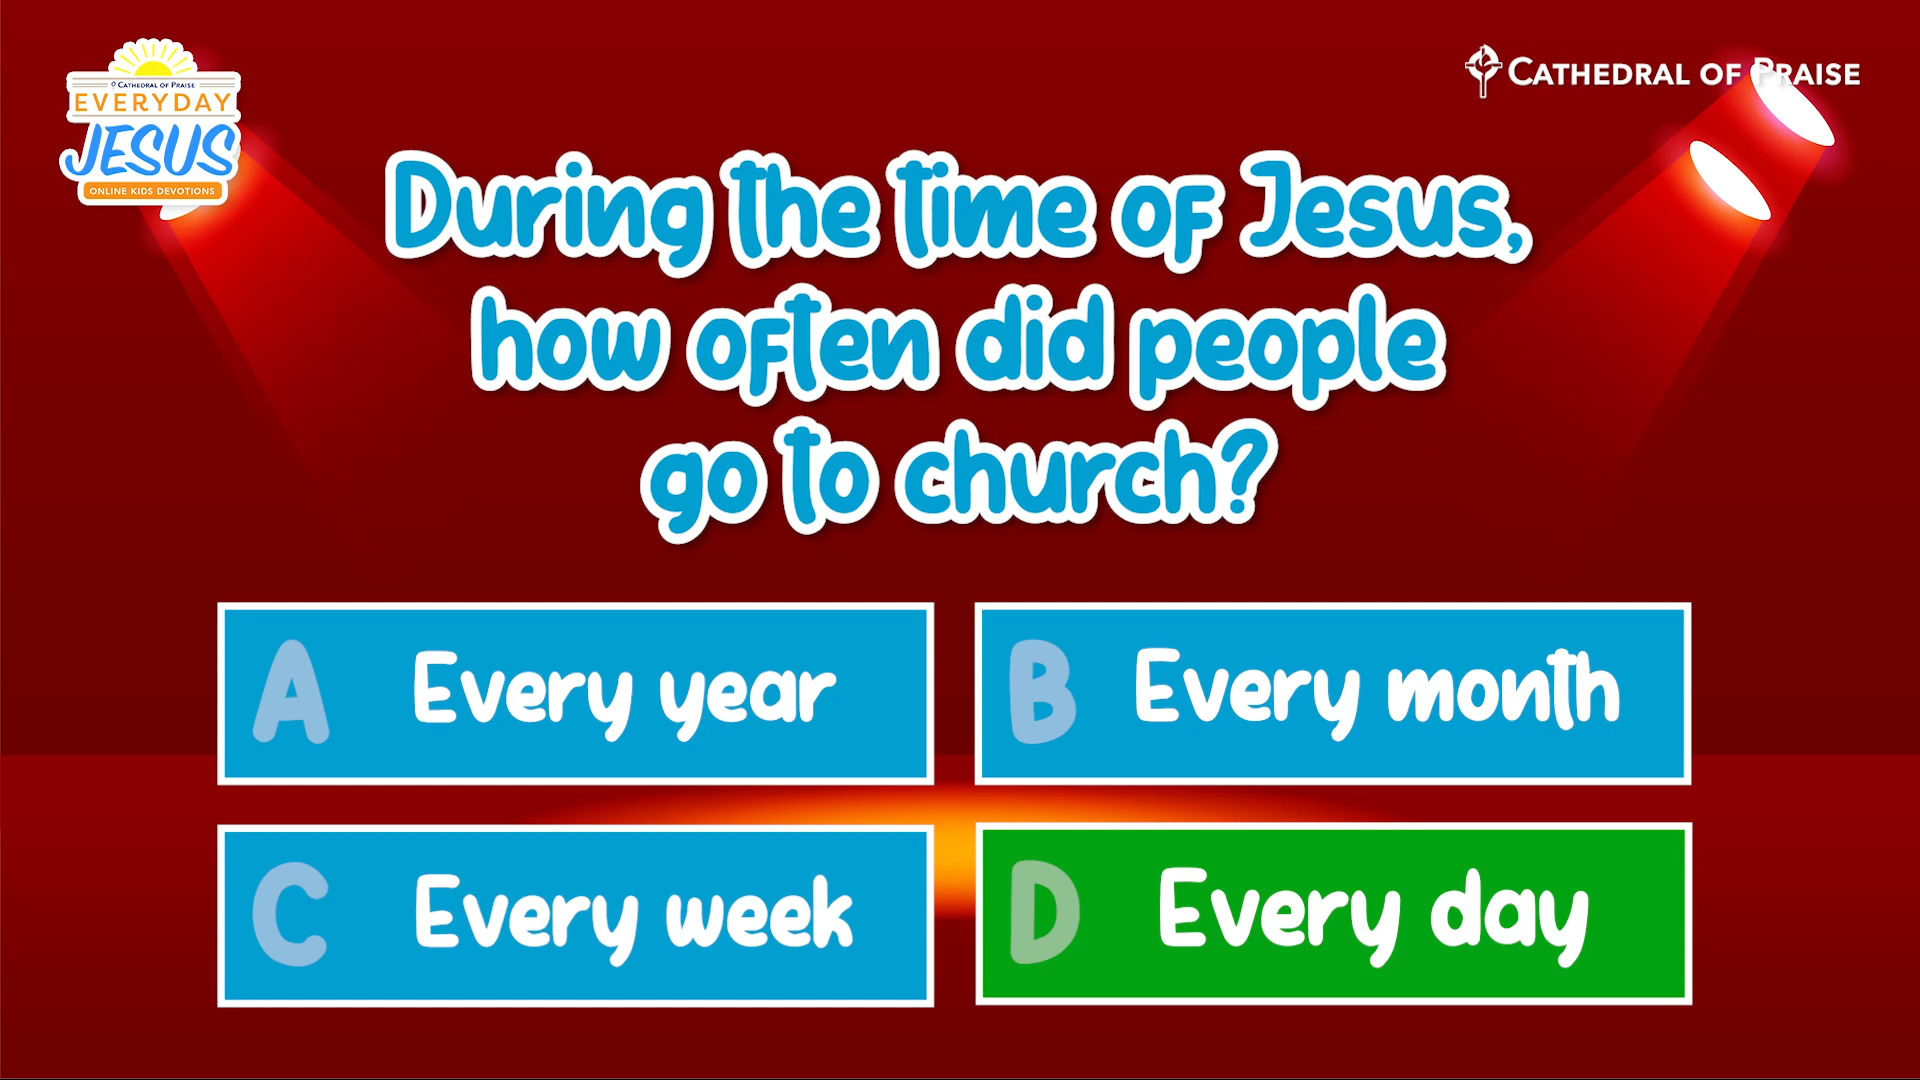 CATHEDRAL OF PRAISE
EVERYDAY
JESUS
ONLINE KIDS DEVOTIONS
CATHEDRAL OF PRAISE
During the time of Jesus,
how often did people
go to church?
A Every year
B Every month
C Every week
D Every day